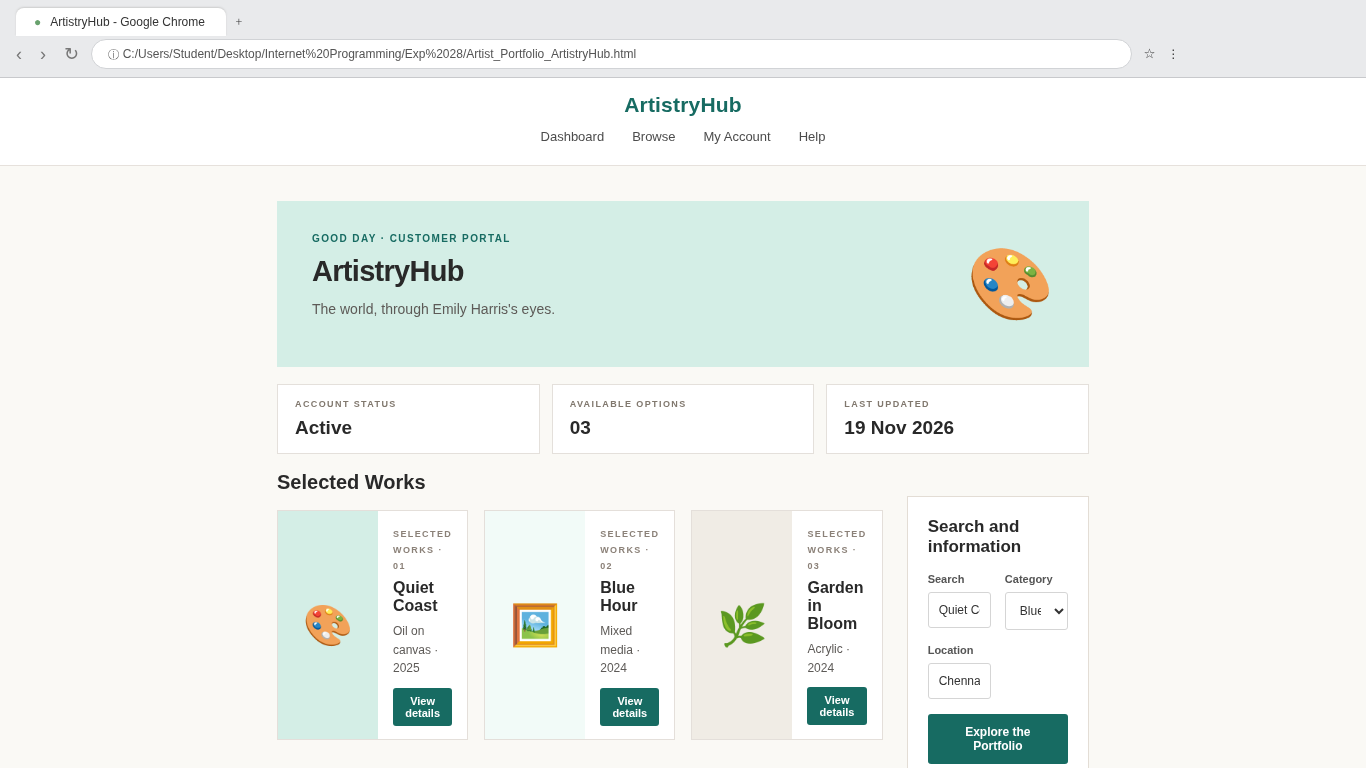 ArtistryHub - Google Chrome
+
C:/Users/Student/Desktop/Internet%20Programming/Exp%2028/Artist_Portfolio_ArtistryHub.html
ArtistryHub
Dashboard Browse My Account Help
GOOD DAY · CUSTOMER PORTAL
ArtistryHub
The world, through Emily Harris's eyes.
ACCOUNT STATUS
Active
AVAILABLE OPTIONS
03
LAST UPDATED
19 Nov 2026
Selected Works
SELECTED
WORKS ·
01
Quiet
Coast
Oil on
canvas ·
2025
View
details
SELECTED
WORKS ·
02
Blue
Hour
Mixed
media ·
2024
View
details
SELECTED
WORKS ·
03
Garden
in
Bloom
Acrylic ·
2024
View
details
Search and
information
Search Category
Quiet C Blue
Location
Chenna
Explore the
Portfolio